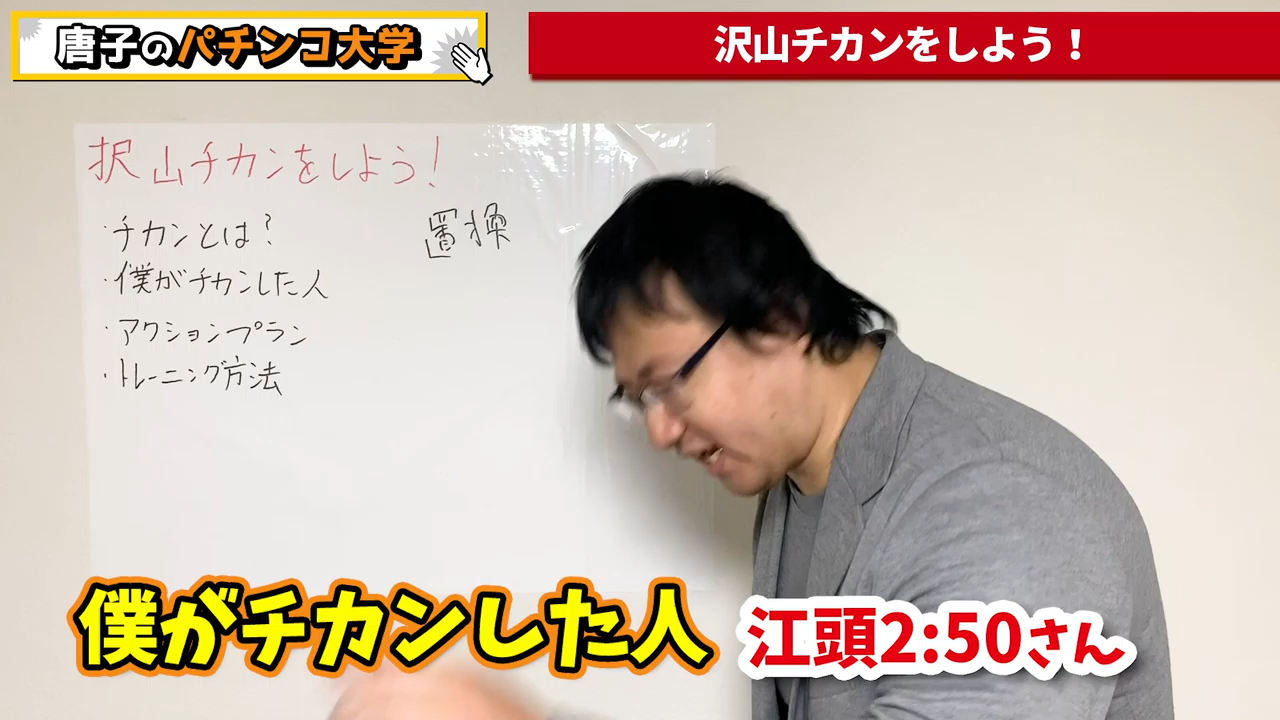 唐子のパチンコ大学
沢山チカンをしよう！
沢山チカンをしよう！
・チカンとは？
置換
・僕がチカンした人
・アクションプラン
・トレーニング方法
僕がチカンした人
江頭2:50さん